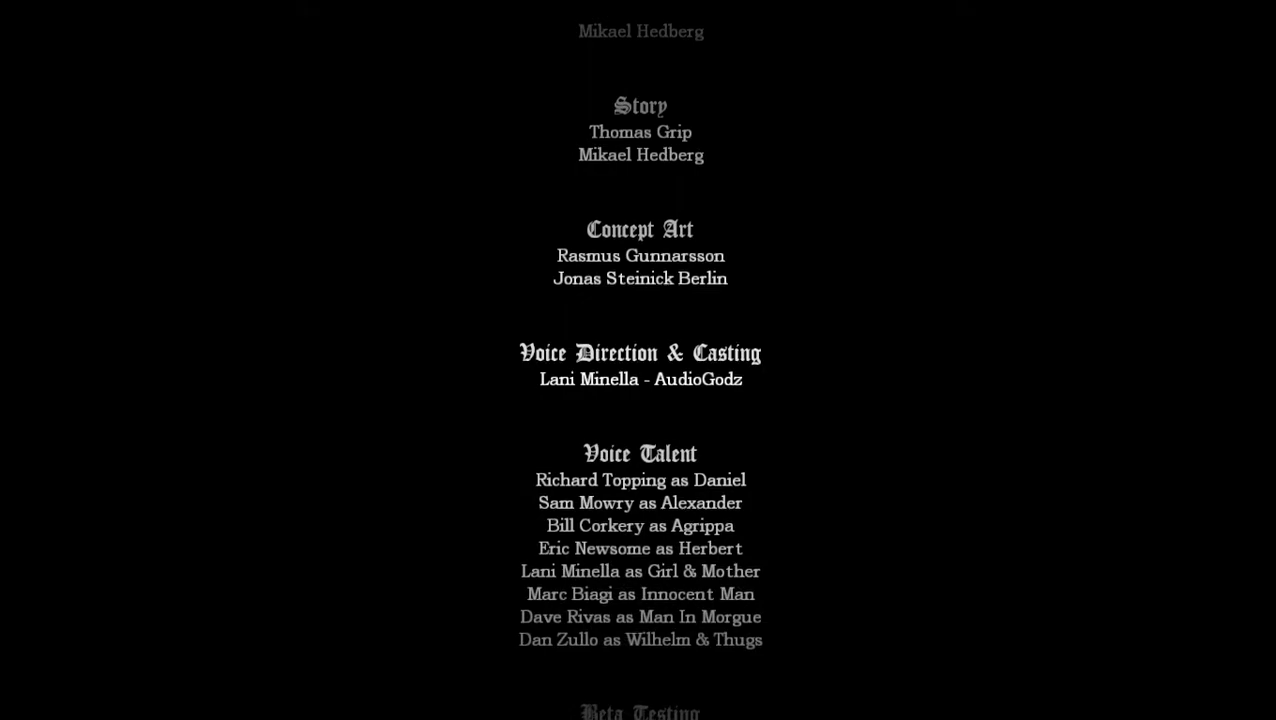 Mikael Hedberg
Story
Thomas Grip
Mikael Hedberg
Concept Art
Rasmus Gunnarsson
Jonas Steinick Berlin
Voice Direction & Casting
Lani Minella - AudioGodz
Voice Talent
Richard Topping as Daniel
Sam Mowry as Alexander
Bill Corkery as Agrippa
Eric Newsome as Herbert
Lani Minella as Girl & Mother
Marc Biagi as Innocent Man
Dave Rivas as Man In Morgue
Dan Zullo as Wilhelm & Thugs
Beta Testing